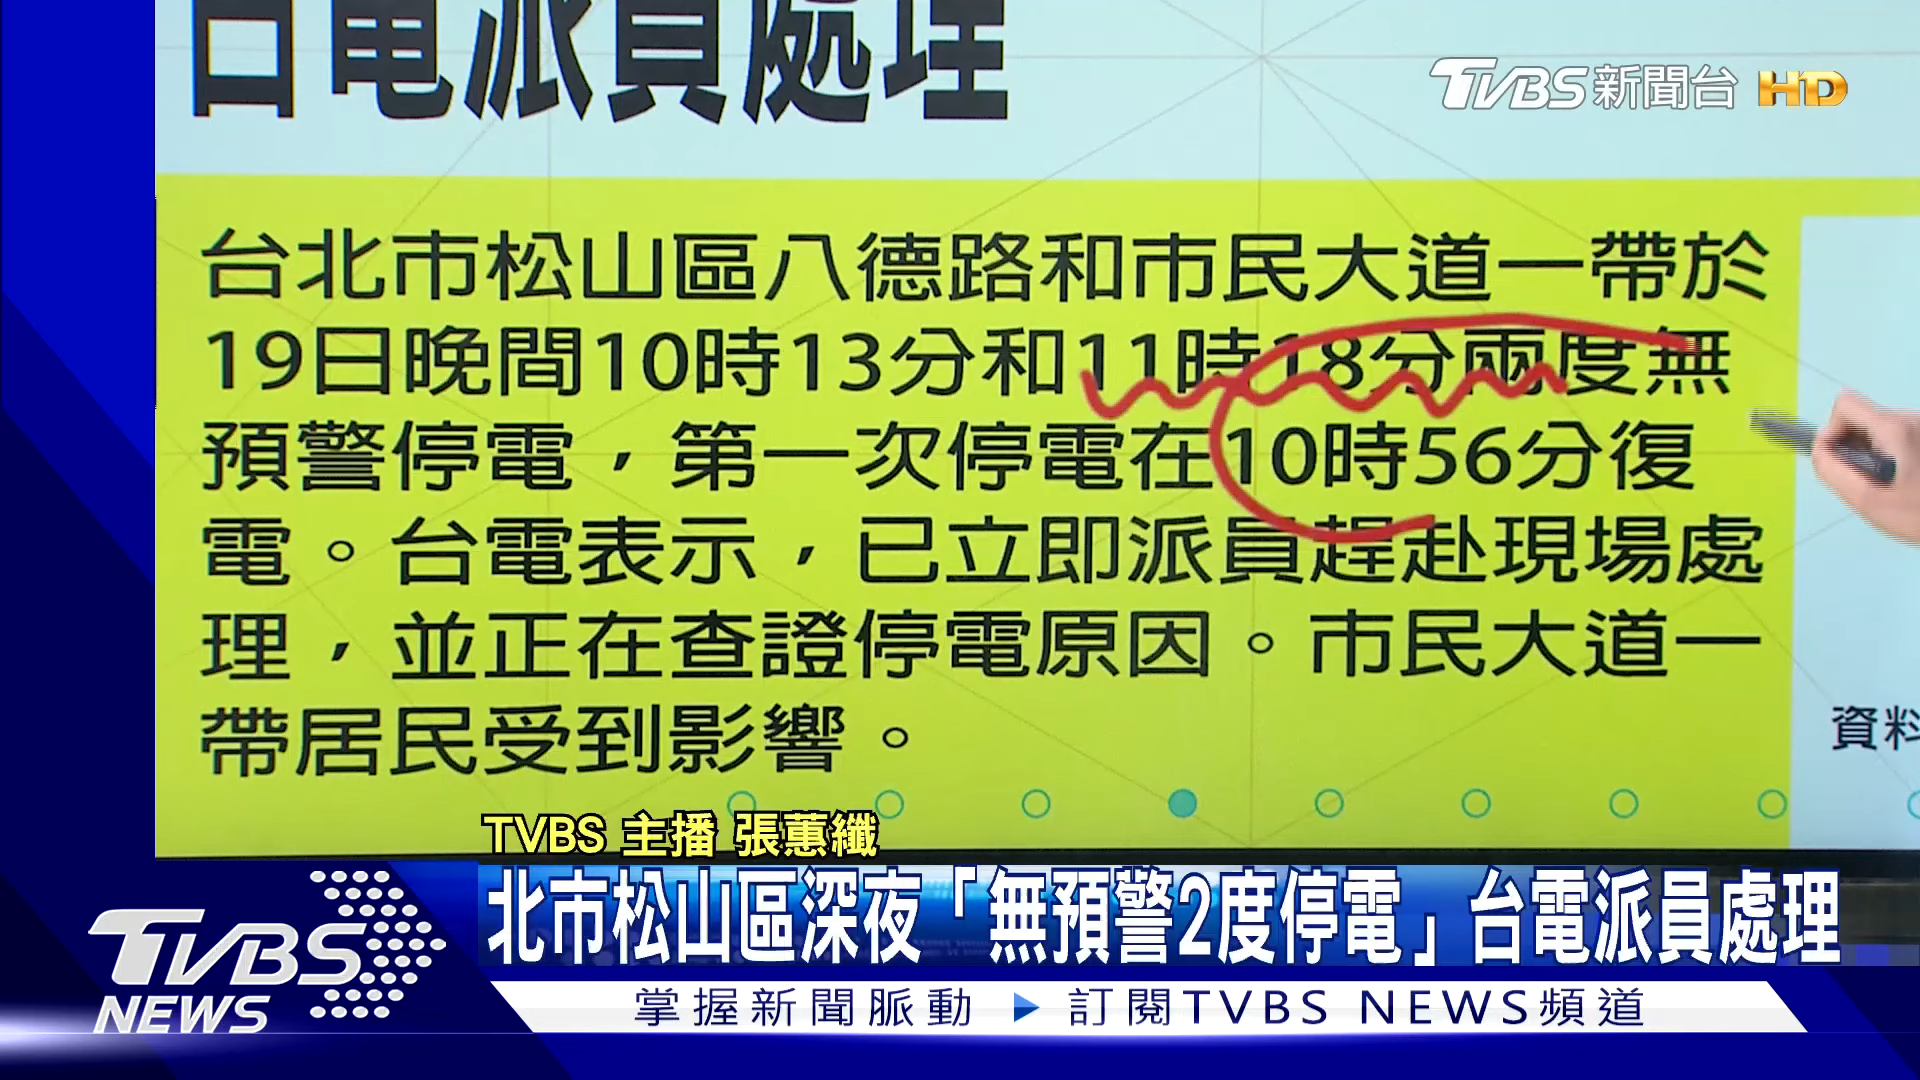 台電派員處理
TVBS新聞台 HD
台北市松山區八德路和市民大道一帶於
19日晚間10時13分和11時18分兩度無
預警停電，第一次停電在10時56分復
電。台電表示，已立即派員趕赴現場處
理，並正在查證停電原因。市民大道一
帶居民受到影響。
資料
TVBS 主播 張蕙纖
北市松山區深夜「無預警2度停電」台電派員處理
TVBS
NEWS
掌握新聞脈動 ▶ 訂閱TVBS NEWS頻道